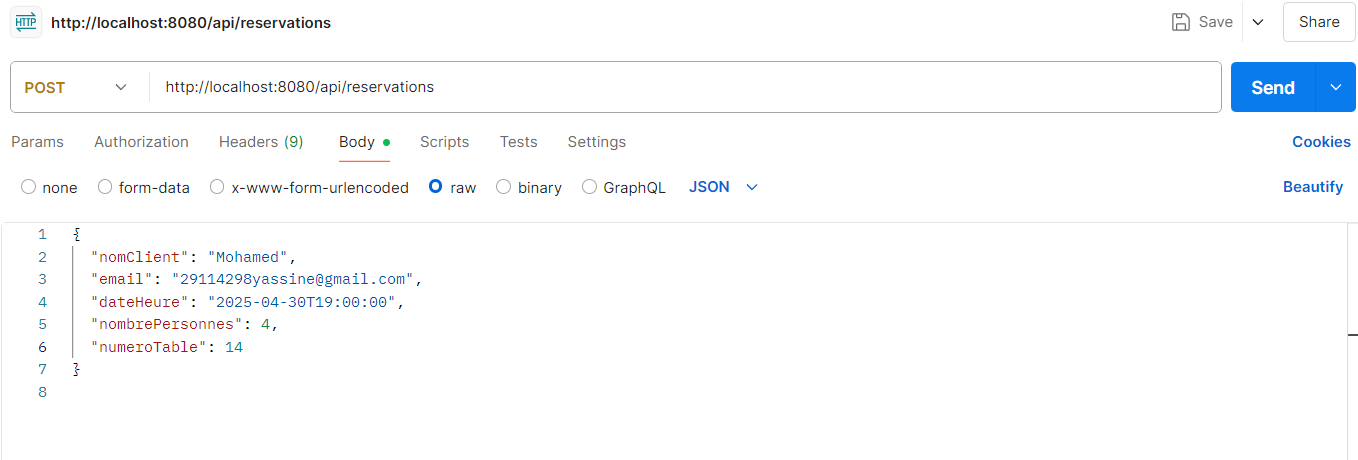 HTTP http://localhost:8080/api/reservations Save Share
POST http://localhost:8080/api/reservations Send
Params Authorization Headers (9) Body Scripts Tests Settings Cookies
none form-data x-www-form-urlencoded raw binary GraphQL JSON Beautify
1 {
2 "nomClient": "Mohamed",
3 "email": "29114298yassine@gmail.com",
4 "dateHeure": "2025-04-30T19:00:00",
5 "nombrePersonnes": 4,
6 "numeroTable": 14
7 }
8